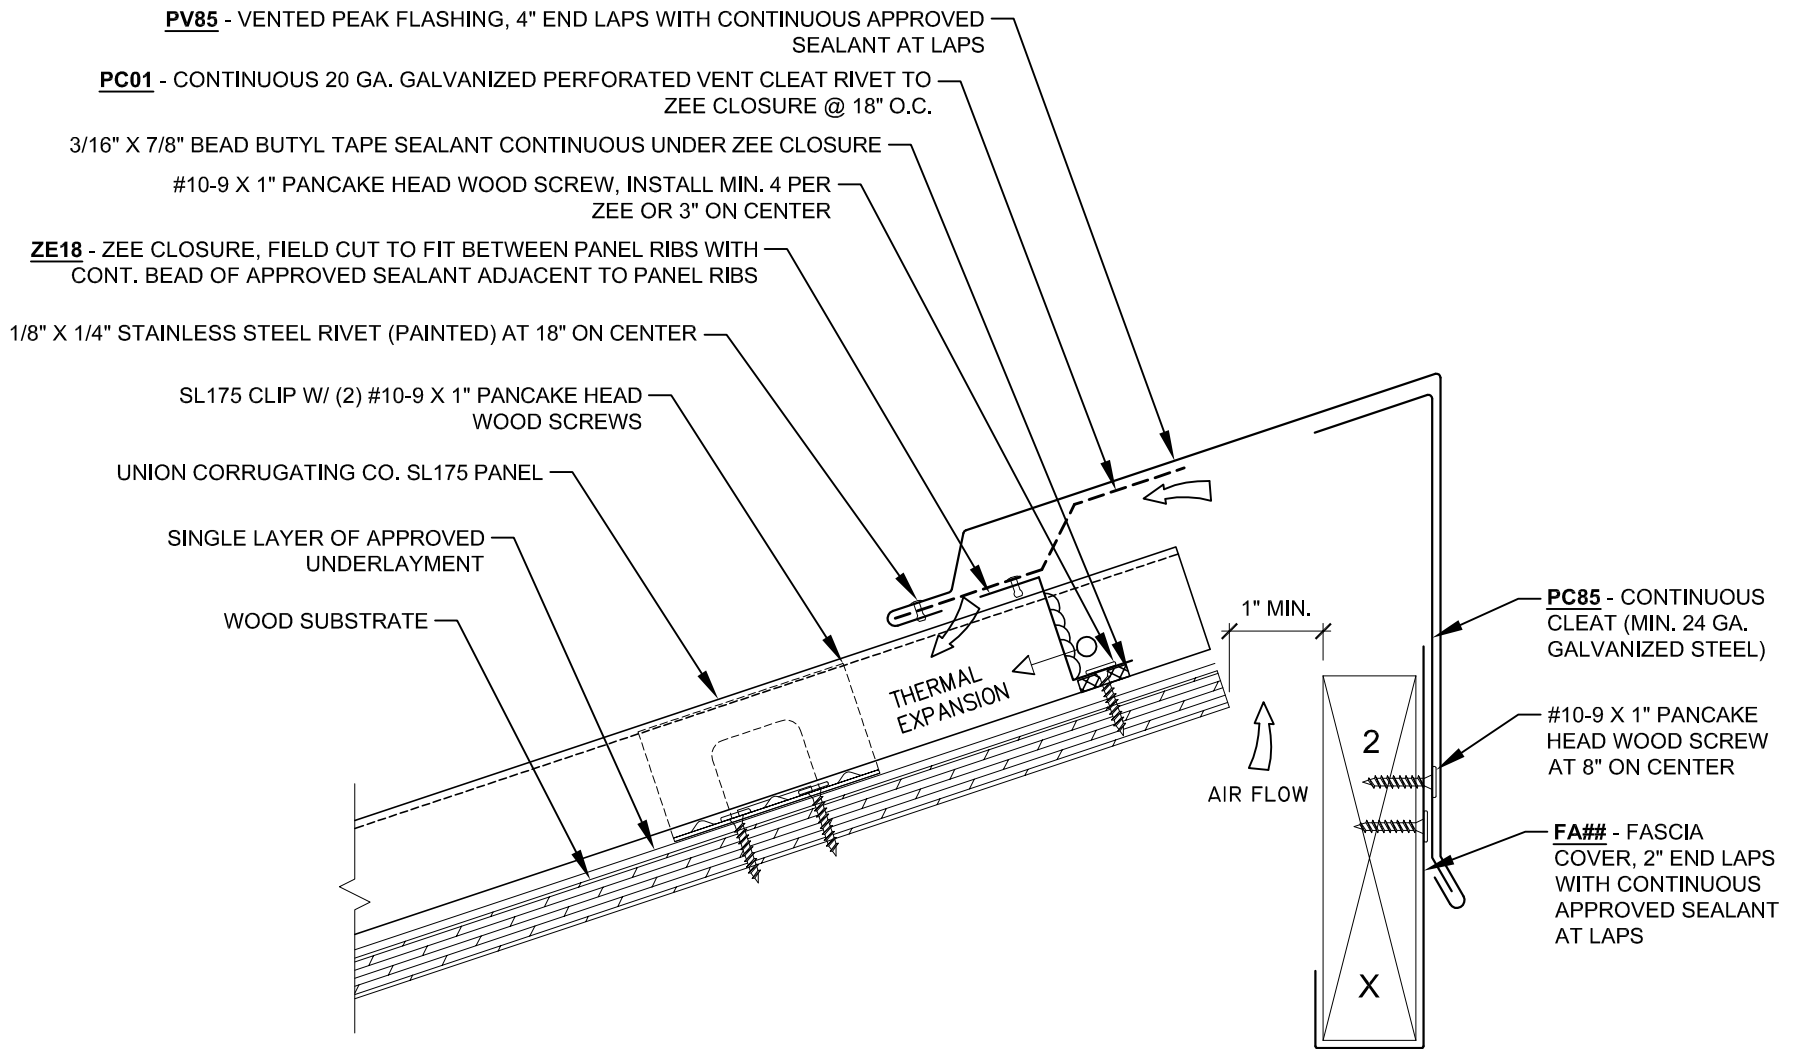 PV85 - VENTED PEAK FLASHING, 4" END LAPS WITH CONTINUOUS APPROVED
SEALANT AT LAPS
PC01 - CONTINUOUS 20 GA. GALVANIZED PERFORATED VENT CLEAT RIVET TO
ZEE CLOSURE @ 18" O.C.
3/16" X 7/8" BEAD BUTYL TAPE SEALANT CONTINUOUS UNDER ZEE CLOSURE
#10-9 X 1" PANCAKE HEAD WOOD SCREW, INSTALL MIN. 4 PER
ZEE OR 3" ON CENTER
ZE18 - ZEE CLOSURE, FIELD CUT TO FIT BETWEEN PANEL RIBS WITH
CONT. BEAD OF APPROVED SEALANT ADJACENT TO PANEL RIBS
1/8" X 1/4" STAINLESS STEEL RIVET (PAINTED) AT 18" ON CENTER
SL175 CLIP W/ (2) #10-9 X 1" PANCAKE HEAD
WOOD SCREWS
UNION CORRUGATING CO. SL175 PANEL
SINGLE LAYER OF APPROVED
UNDERLAYMENT
WOOD SUBSTRATE
THERMAL
EXPANSION
1" MIN.
AIR FLOW
2
X
PC85 - CONTINUOUS
CLEAT (MIN. 24 GA.
GALVANIZED STEEL)
#10-9 X 1" PANCAKE
HEAD WOOD SCREW
AT 8" ON CENTER
FA## - FASCIA
COVER, 2" END LAPS
WITH CONTINUOUS
APPROVED SEALANT
AT LAPS